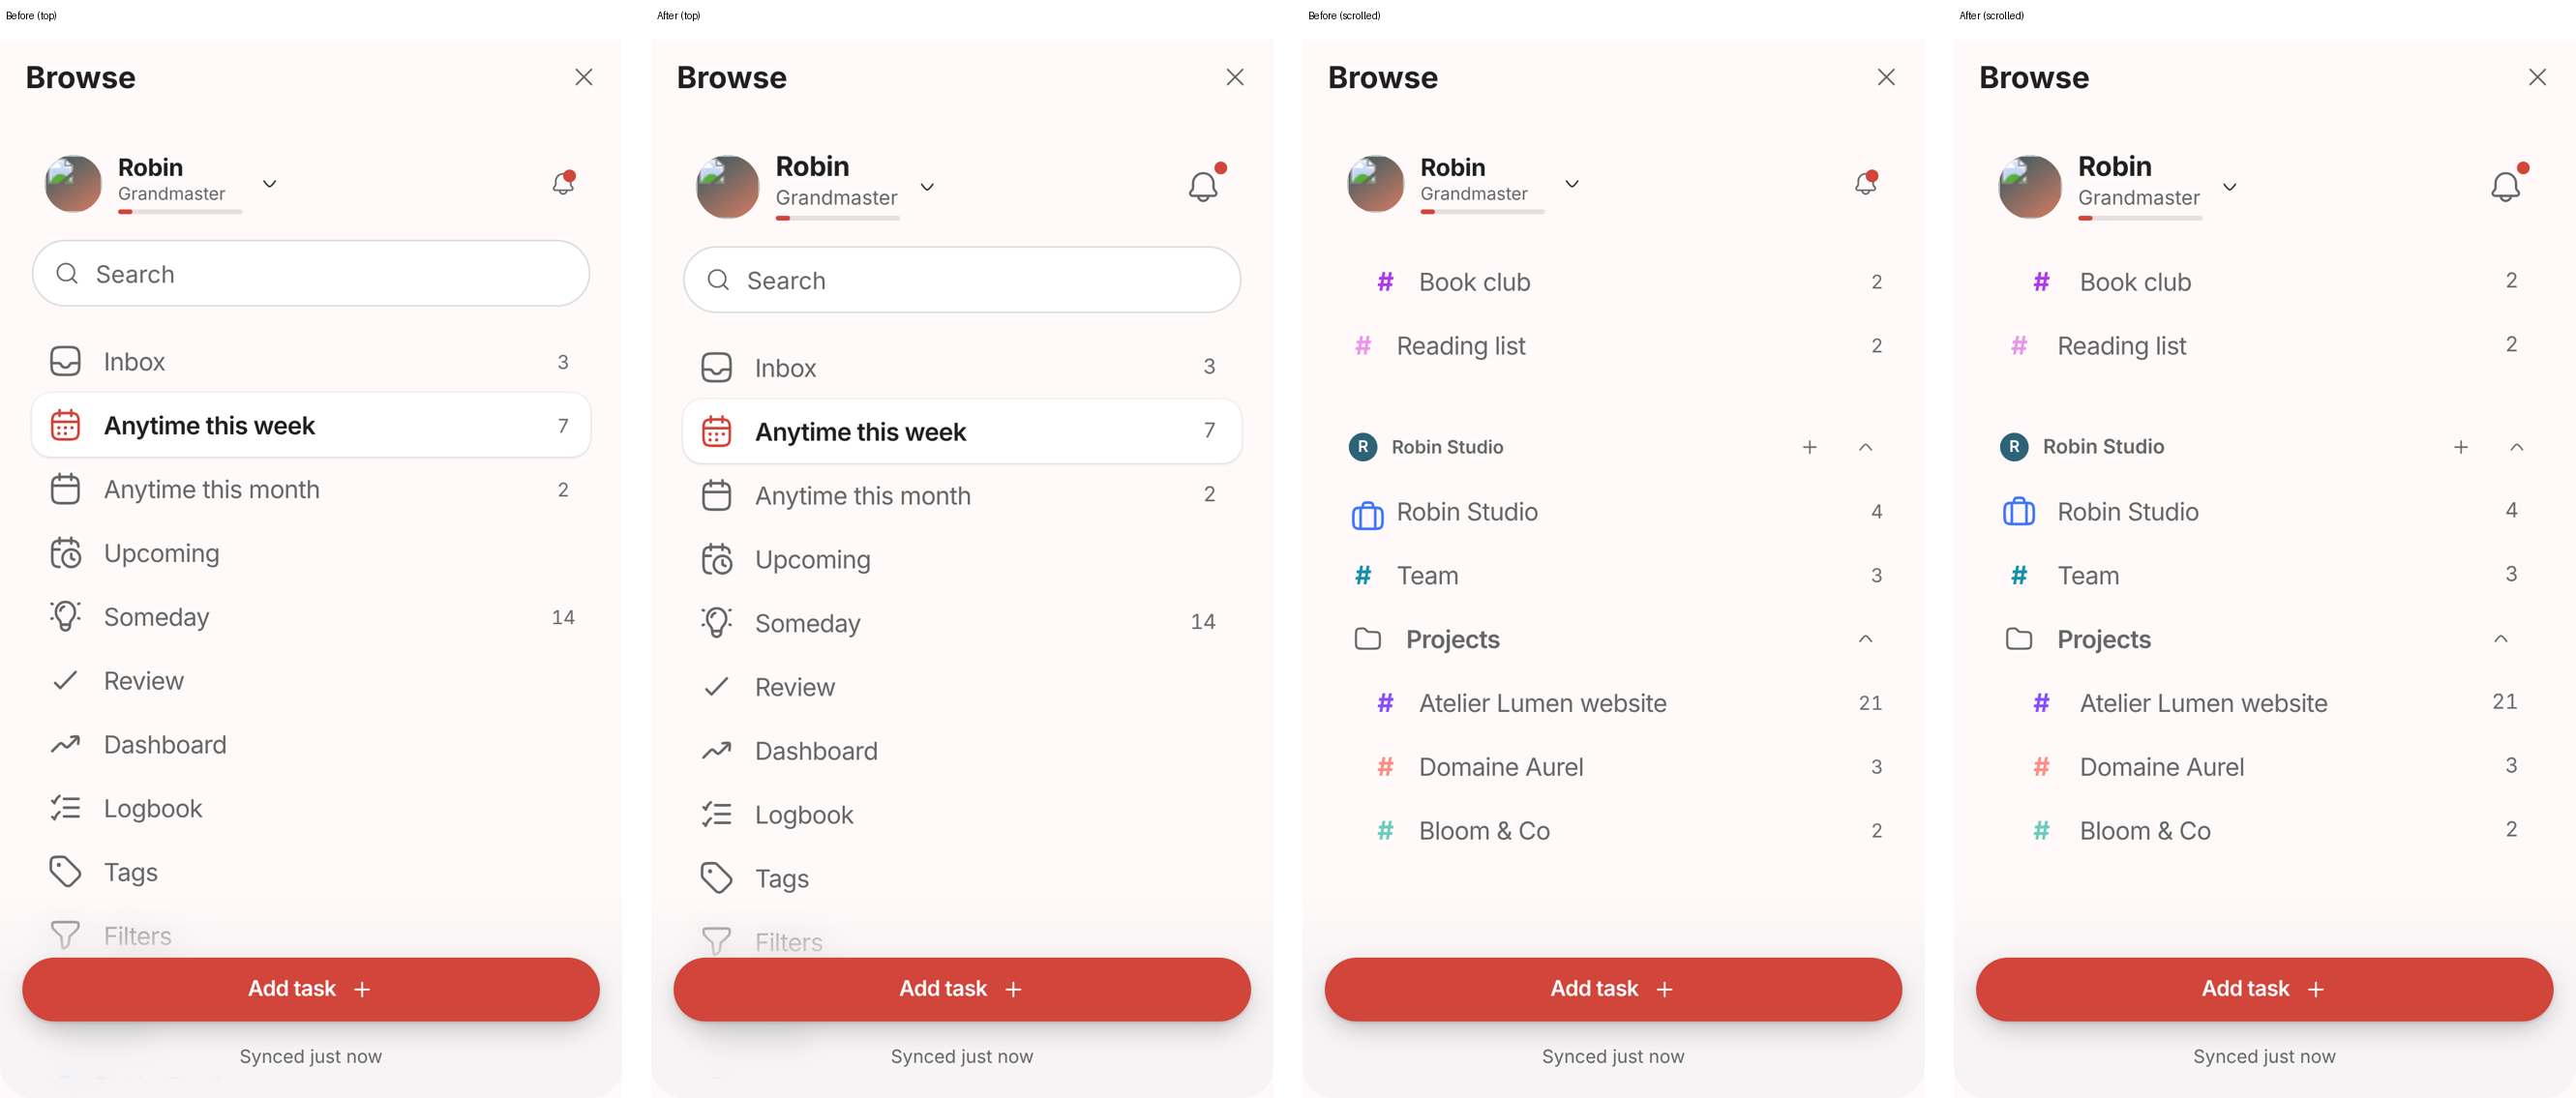 Before (top)
Browse
Robin
Grandmaster
Search
Inbox 3
Anytime this week 7
Anytime this month 2
Upcoming
Someday 14
Review
Dashboard
Logbook
Tags
Filters
Add task +
Synced just now
After (top)
Browse
Robin
Grandmaster
Search
Inbox 3
Anytime this week 7
Anytime this month 2
Upcoming
Someday 14
Review
Dashboard
Logbook
Tags
Filters
Add task +
Synced just now
Before (scrolled)
Browse
Robin
Grandmaster
# Book club 2
# Reading list 2
R Robin Studio +
Robin Studio 4
# Team 3
Projects
# Atelier Lumen website 21
# Domaine Aurel 3
# Bloom & Co 2
Add task +
Synced just now
After (scrolled)
Browse
Robin
Grandmaster
# Book club 2
# Reading list 2
R Robin Studio +
Robin Studio 4
# Team 3
Projects
# Atelier Lumen website 21
# Domaine Aurel 3
# Bloom & Co 2
Add task +
Synced just now